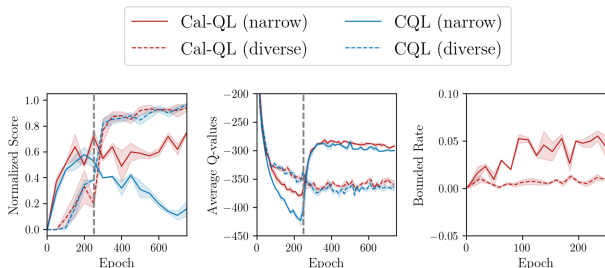 Cal-QL (narrow) CQL (narrow)
Cal-QL (diverse) CQL (diverse)
Normalized Score
1.0
0.8
0.6
0.4
0.2
0.0
0 200 400 600
Epoch
Average Q-values
−200
−250
−300
−350
−400
−450
0 200 400 600
Epoch
Bounded Rate
0.10
0.05
0.00
−0.05
0 100 200
Epoch